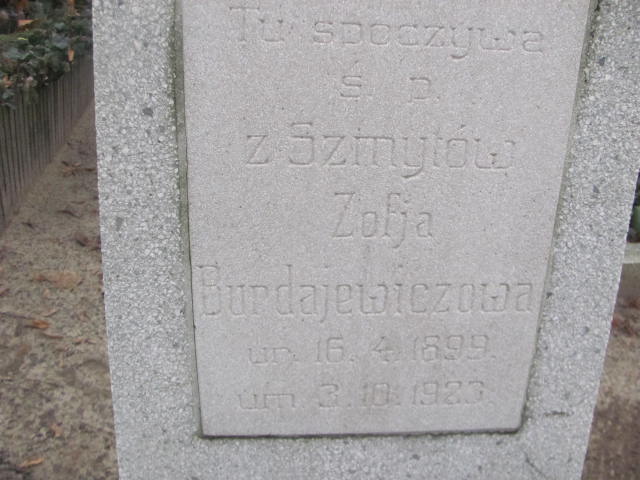 Tu spoczywa
ś. p.
z Szmytów
Zofja
Burdajewiczowa
ur. 16. 4. 1899.
um. 3. 10. 1923.